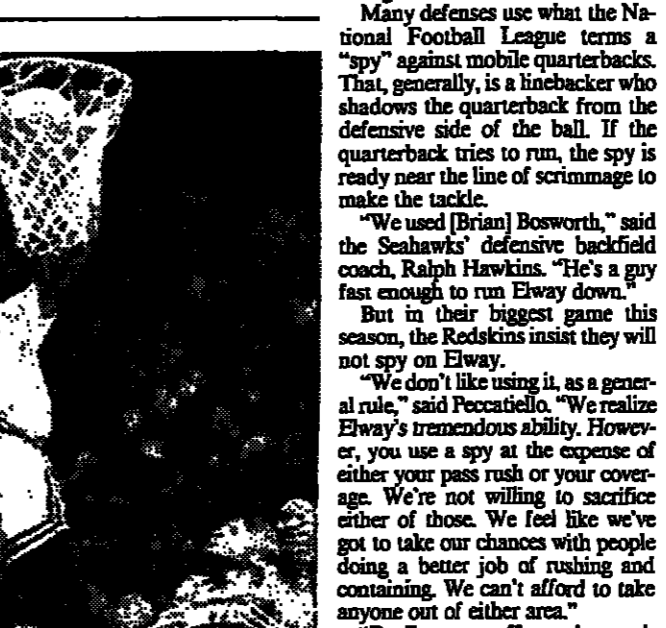 Many defenses use what the Na-
tional Football League terms a
“spy” against mobile quarterbacks.
That, generally, is a linebacker who
shadows the quarterback from the
defensive side of the ball. If the
quarterback tries to run, the spy is
ready near the line of scrimmage to
make the tackle.
“We used [Brian] Bosworth,” said
the Seahawks’ defensive backfield
coach, Ralph Hawkins. “He’s a guy
fast enough to run Elway down.”
But in their biggest game this
season, the Redskins insist they will
not spy on Elway.
“We don’t like using it, as a gener-
al rule,” said Peccatiello. “We realize
Elway’s tremendous ability. Howev-
er, you use a spy at the expense of
either your pass rush or your cover-
age. We’re not willing to sacrifice
either of those. We feel like we’ve
got to take our chances with people
doing a better job of rushing and
containing. We can’t afford to take
anyone out of either area.”